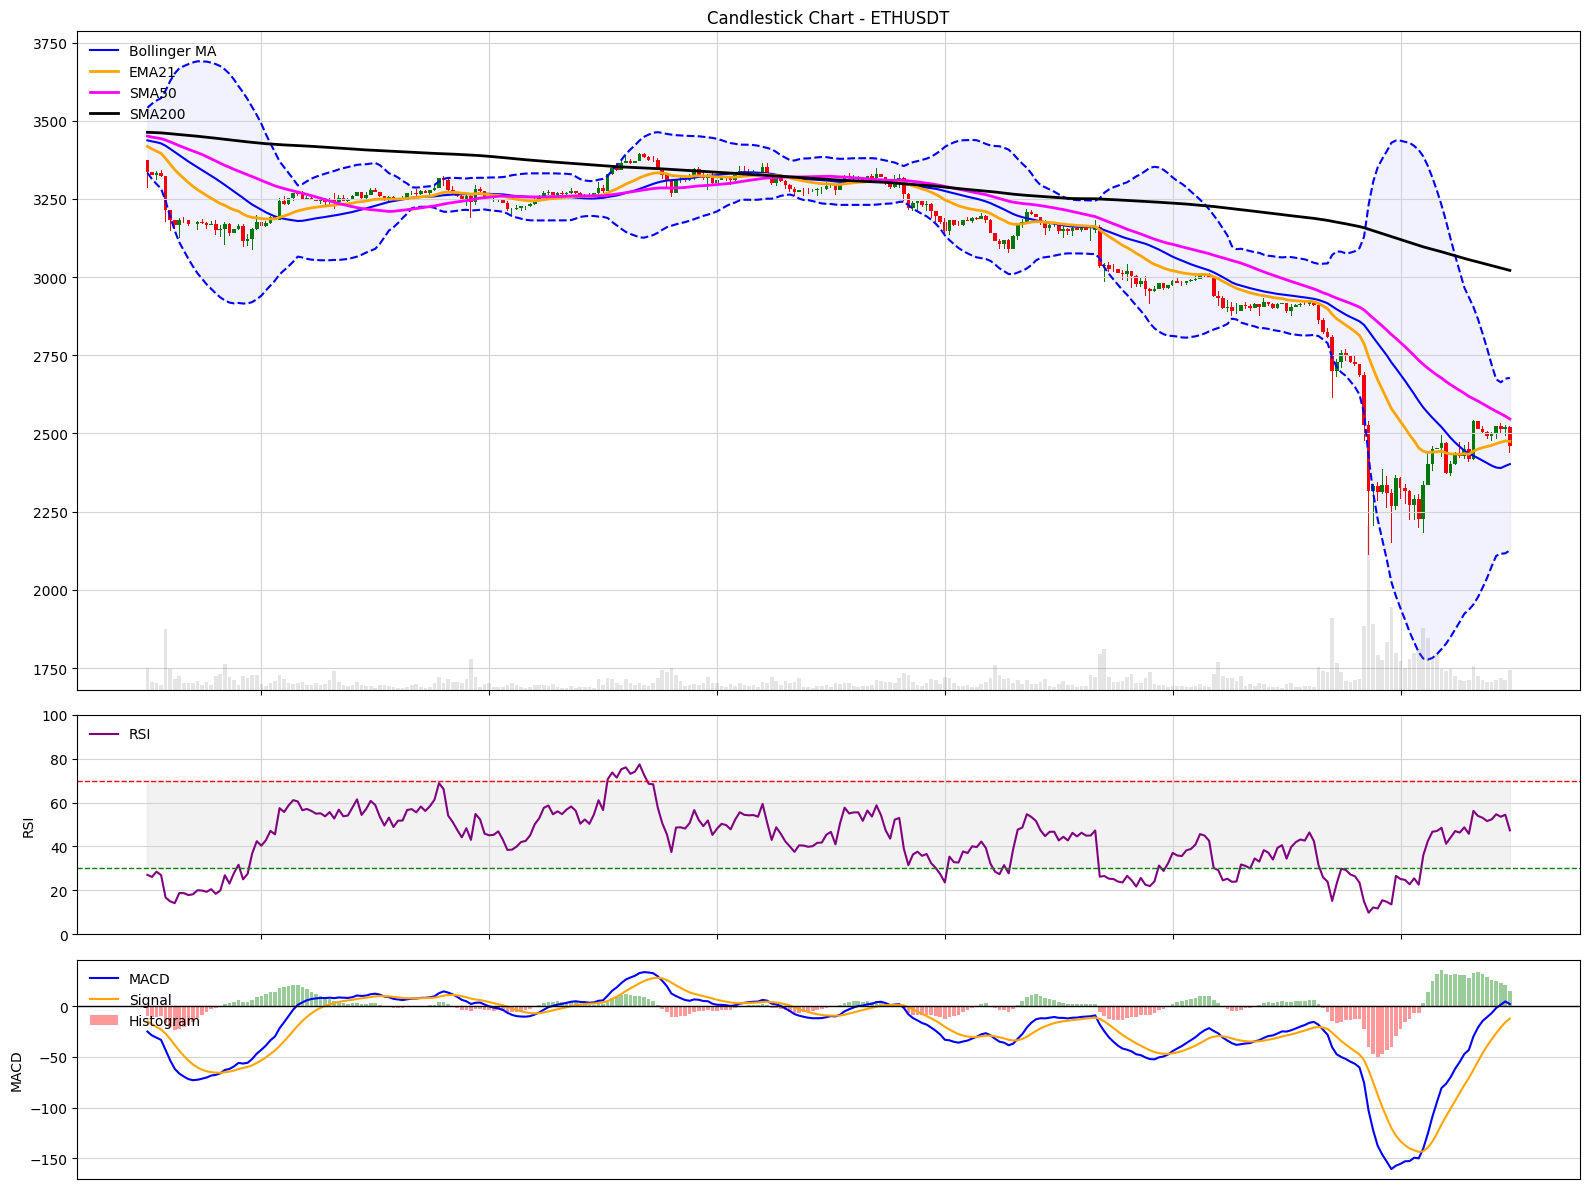 Candlestick Chart - ETHUSDT
3750
3500
3250
3000
2750
2500
2250
2000
1750
Bollinger MA
EMA21
SMA50
SMA200
100
80
60
40
20
0
RSI
RSI
0
−50
−100
−150
MACD
MACD
Signal
Histogram